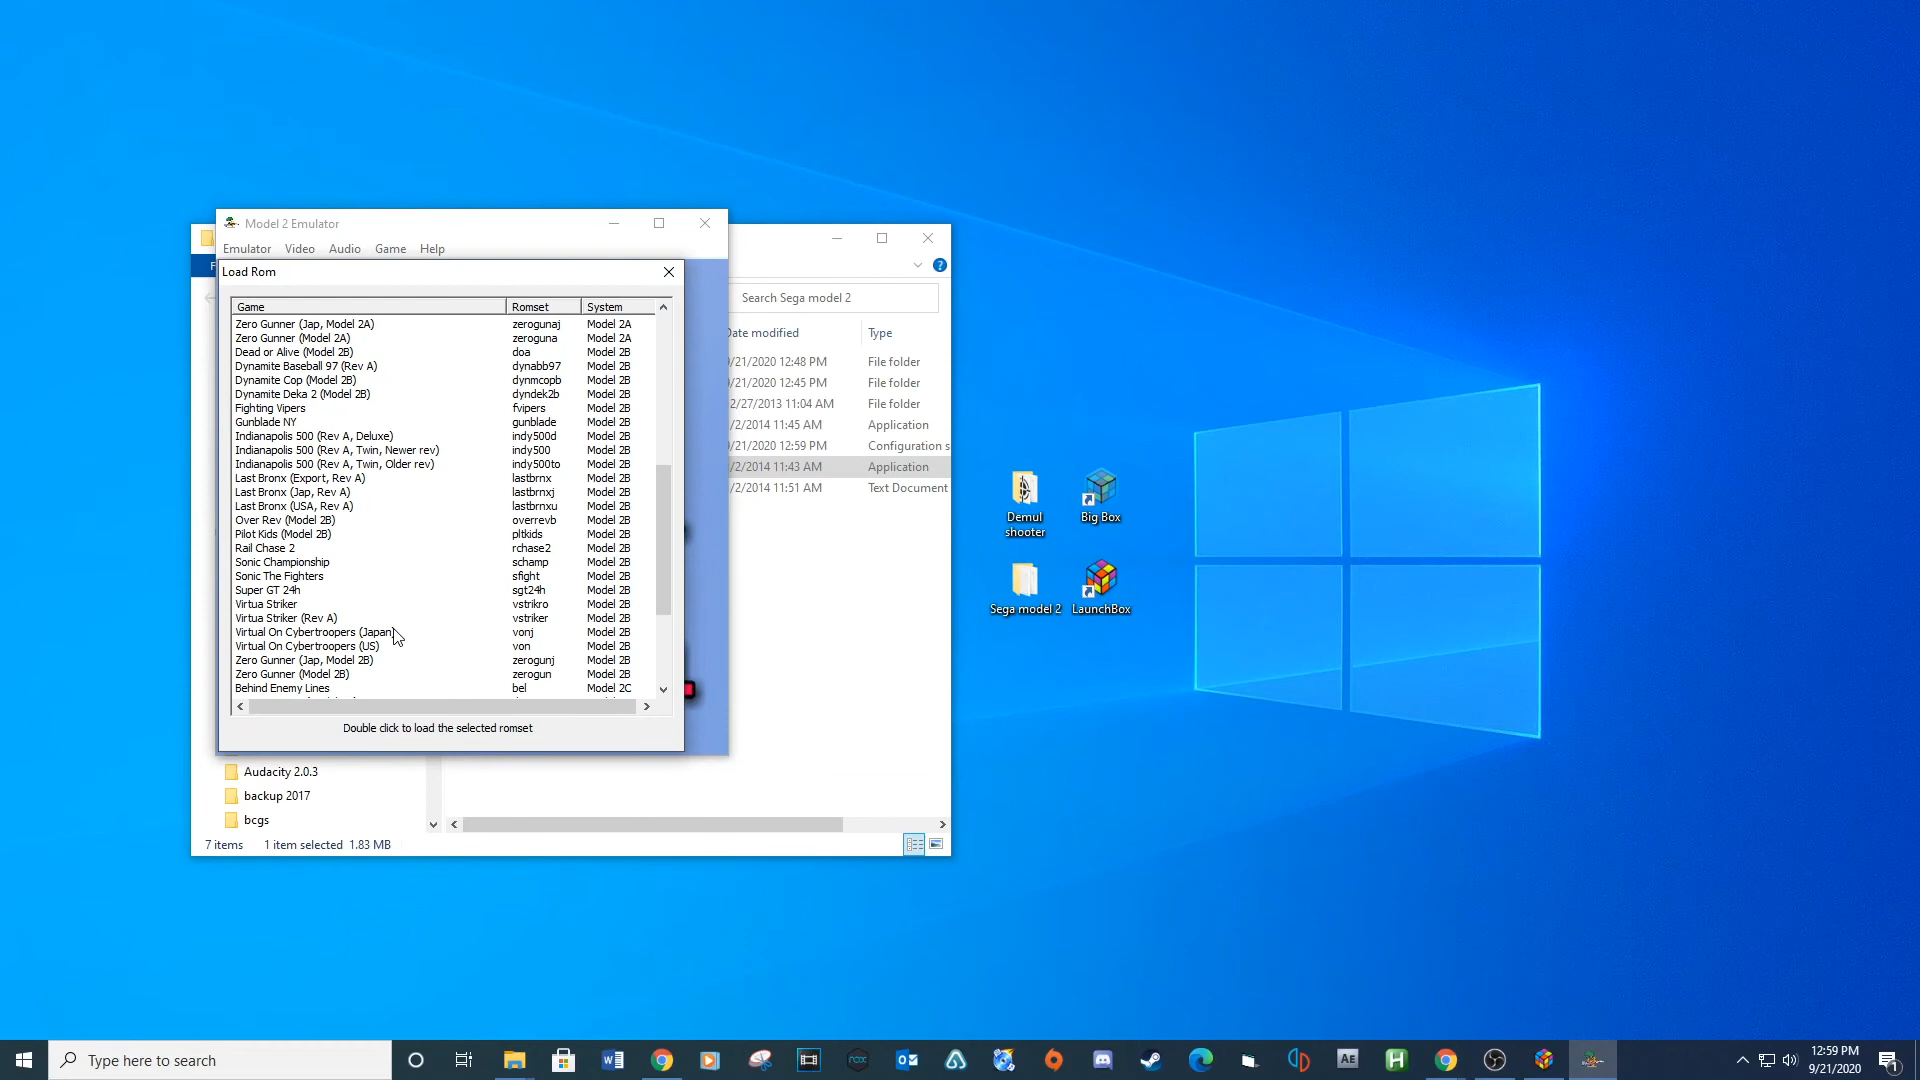 Model 2 Emulator
Emulator Video Audio Game Help
Load Rom
Game Romset System
Zero Gunner (Jap, Model 2A) zerogunaj Model 2A
Zero Gunner (Model 2A) zeroguna Model 2A
Dead or Alive (Model 2B) doa Model 2B
Dynamite Baseball 97 (Rev A) dynabb97 Model 2B
Dynamite Cop (Model 2B) dynmcopb Model 2B
Dynamite Deka 2 (Model 2B) dyndek2b Model 2B
Fighting Vipers fvipers Model 2B
Gunblade NY gunblade Model 2B
Indianapolis 500 (Rev A, Deluxe) indy500d Model 2B
Indianapolis 500 (Rev A, Twin, Newer rev) indy500 Model 2B
Indianapolis 500 (Rev A, Twin, Older rev) indy500to Model 2B
Last Bronx (Export, Rev A) lastbrnx Model 2B
Last Bronx (Jap, Rev A) lastbrnxj Model 2B
Last Bronx (USA, Rev A) lastbrnxu Model 2B
Over Rev (Model 2B) overrevb Model 2B
Pilot Kids (Model 2B) pltkids Model 2B
Rail Chase 2 rchase2 Model 2B
Sonic Championship schamp Model 2B
Sonic The Fighters sfight Model 2B
Super GT 24h sgt24h Model 2B
Virtua Striker vstrikro Model 2B
Virtua Striker (Rev A) vstriker Model 2B
Virtual On Cybertroopers (Japan) vonj Model 2B
Virtual On Cybertroopers (US) von Model 2B
Zero Gunner (Jap, Model 2B) zerogunj Model 2B
Zero Gunner (Model 2B) zerogun Model 2B
Behind Enemy Lines bel Model 2C
Double click to load the selected romset
Search Sega model 2
Date modified Type
9/21/2020 12:48 PM File folder
9/21/2020 12:45 PM File folder
2/27/2013 11:04 AM File folder
/2/2014 11:45 AM Application
9/21/2020 12:59 PM Configuration s
/2/2014 11:43 AM Application
/2/2014 11:51 AM Text Document
Audacity 2.0.3
backup 2017
bcgs
7 items 1 item selected 1.83 MB
Demul
shooter
Big Box
Sega model 2
LaunchBox
Type here to search
AE
12:59 PM
9/21/2020
1